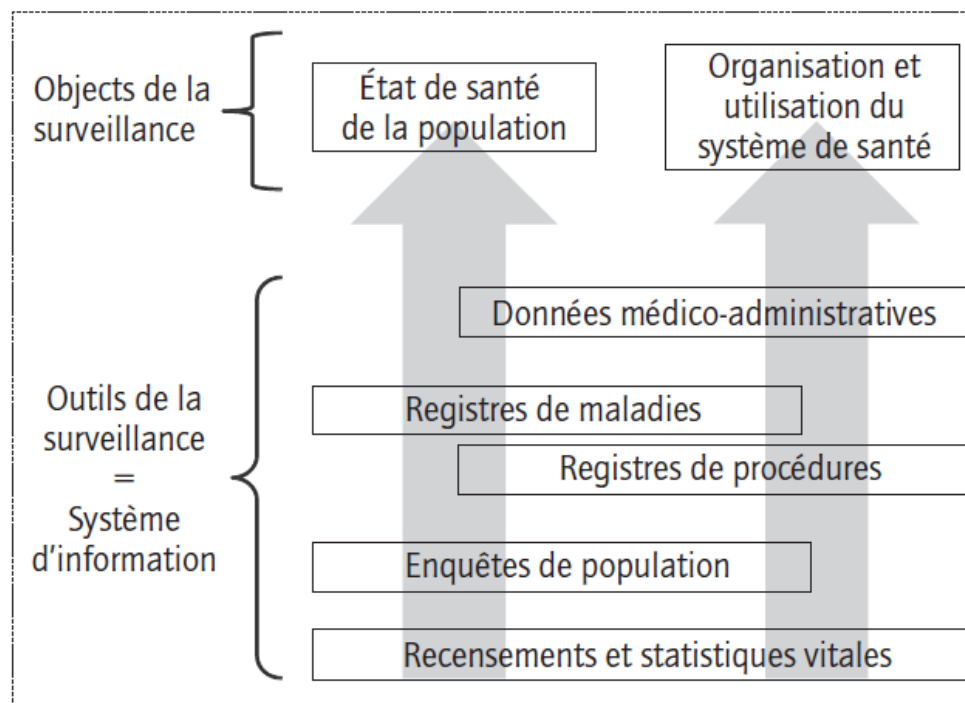 Objects de la
surveillance
État de santé
de la population
Organisation et
utilisation du
système de santé
Outils de la
surveillance
=
Système
d'information
Données médico-administratives
Registres de maladies
Registres de procédures
Enquêtes de population
Recensements et statistiques vitales